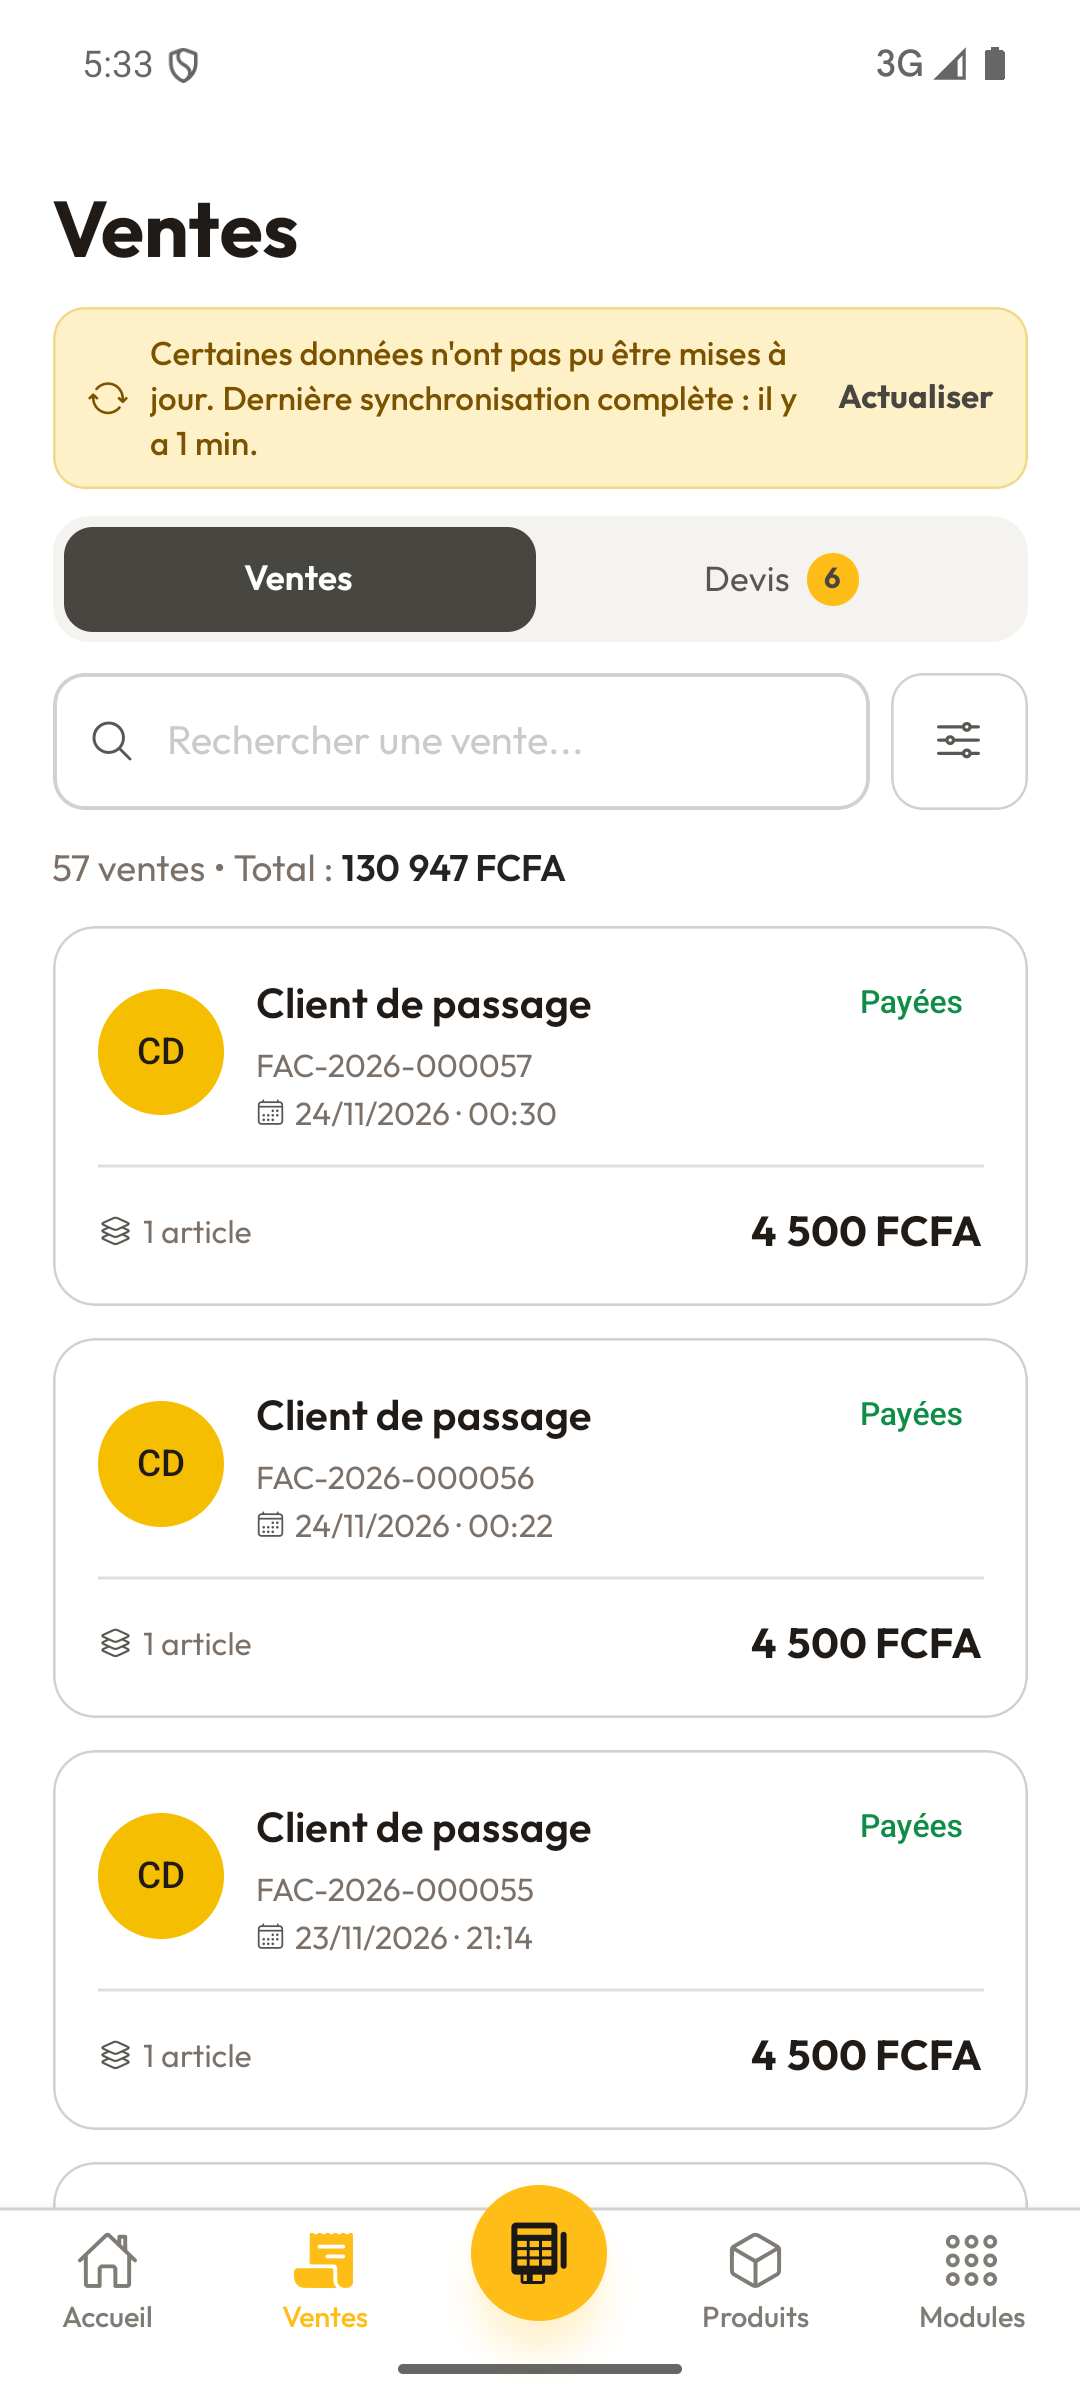 5:33
3G
Ventes
Certaines données n'ont pas pu être mises à
jour. Dernière synchronisation complète : il y
a 1 min.
Actualiser
Ventes
Devis 6
Rechercher une vente...
57 ventes • Total : 130 947 FCFA
CD
Client de passage
Payées
FAC-2026-000057
24/11/2026 · 00:30
1 article
4 500 FCFA
CD
Client de passage
Payées
FAC-2026-000056
24/11/2026 · 00:22
1 article
4 500 FCFA
CD
Client de passage
Payées
FAC-2026-000055
23/11/2026 · 21:14
1 article
4 500 FCFA
Accueil
Ventes
Produits
Modules